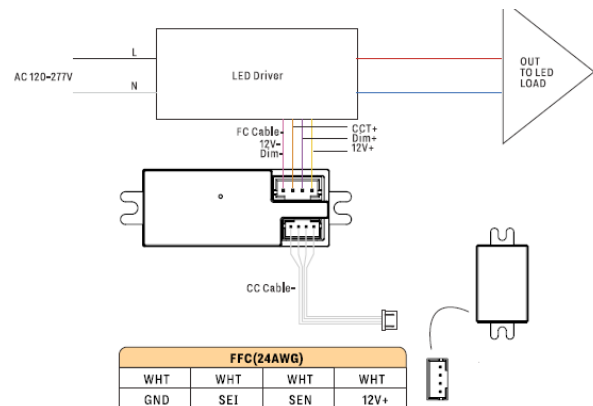 L
AC 120-277V
N
LED Driver
OUT
TO LED
LOAD
FC Cable-
12V-
Dim-
CCT+
Dim+
12V+
CC Cable-
FFC(24AWG)
WHT WHT WHT WHT
GND SEI SEN 12V+